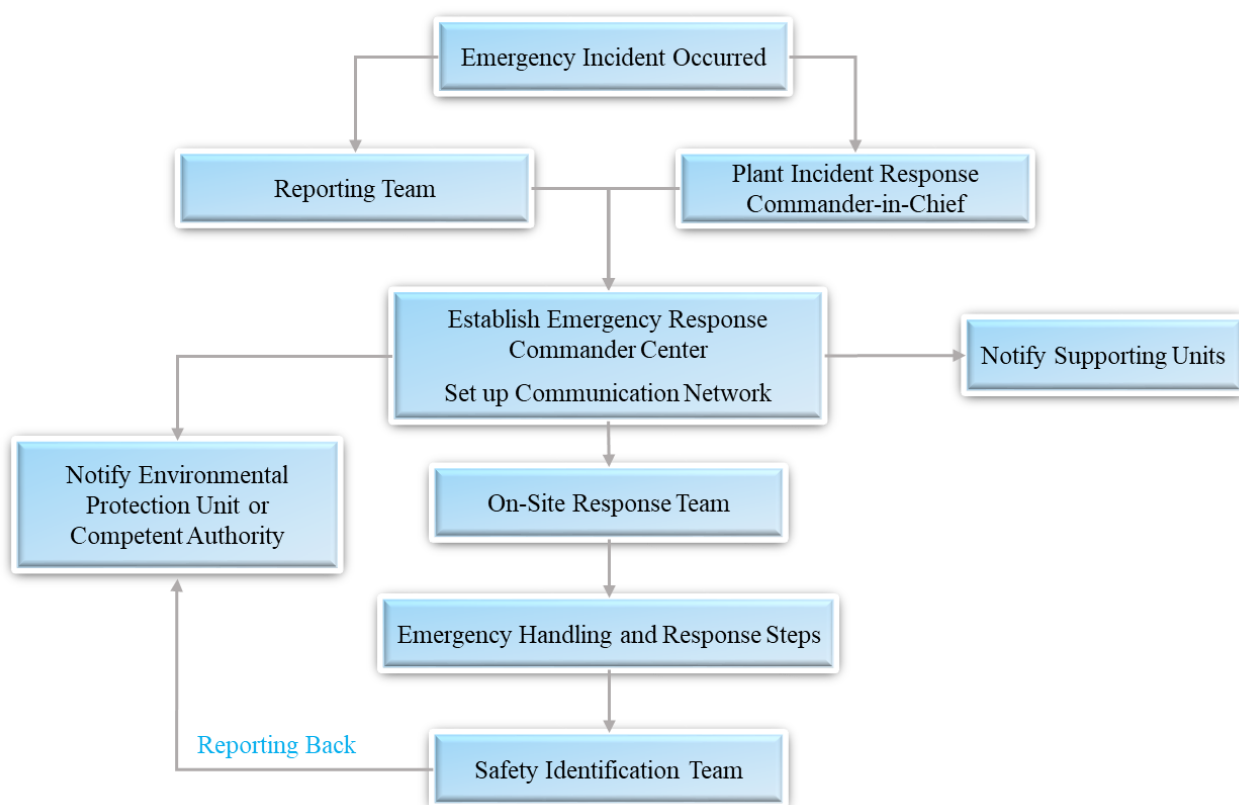 Emergency Incident Occurred
Reporting Team
Plant Incident Response
Commander-in-Chief
Establish Emergency Response
Commander Center
Set up Communication Network
Notify Supporting Units
Notify Environmental
Protection Unit or
Competent Authority
On-Site Response Team
Emergency Handling and Response Steps
Reporting Back
Safety Identification Team